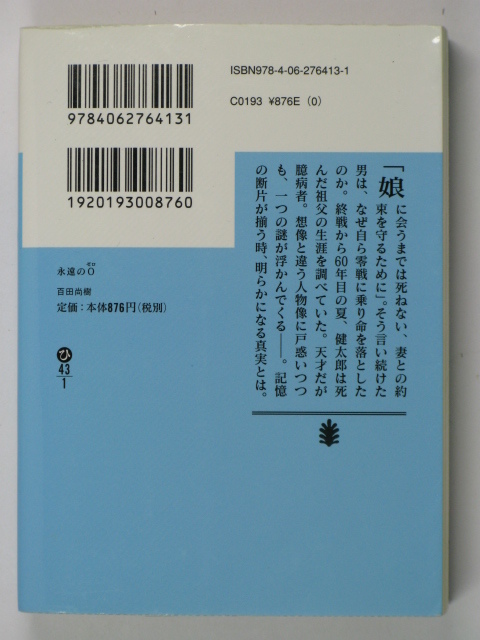 ISBN978-4-06-276413-1
C0193 ¥876E (0)
9784062764131
1920193008760
「娘に会うまでは死ねない、妻との約
束を守るために」。そう言い続けた
男は、なぜ自ら零戦に乗り命を落とした
のか。終戦から60年目の夏、健太郎は死
んだ祖父の生涯を調べていた。天才だが
臆病者。想像と違う人物像に戸惑いつつ
も、一つの謎が浮かんでくる——。記憶
の断片が揃う時、明らかになる真実とは。
ゼロ
永遠の0
百田尚樹
定価：本体876円(税別)
ひ
43
1